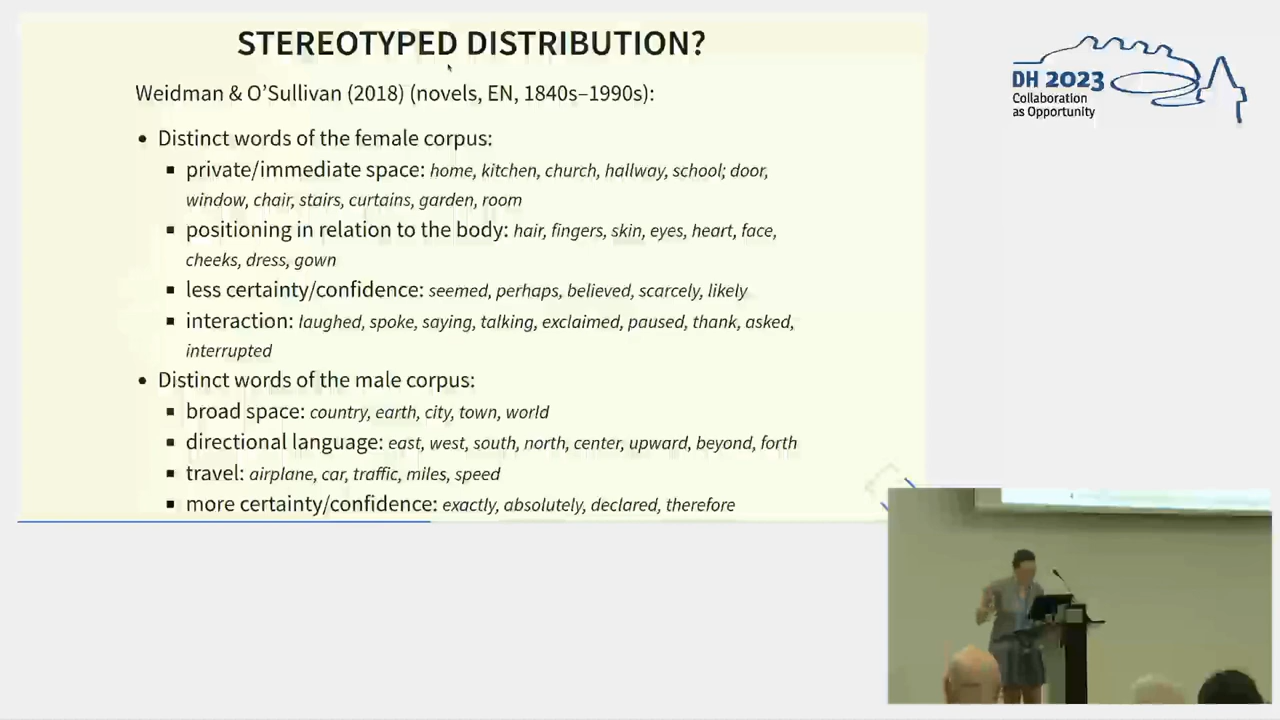 STEREOTYPED DISTRIBUTION?
Weidman & O’Sullivan (2018) (novels, EN, 1840s–1990s):
• Distinct words of the female corpus:
▪ private/immediate space: home, kitchen, church, hallway, school; door,
window, chair, stairs, curtains, garden, room
▪ positioning in relation to the body: hair, fingers, skin, eyes, heart, face,
cheeks, dress, gown
▪ less certainty/confidence: seemed, perhaps, believed, scarcely, likely
▪ interaction: laughed, spoke, saying, talking, exclaimed, paused, thank, asked,
interrupted
• Distinct words of the male corpus:
▪ broad space: country, earth, city, town, world
▪ directional language: east, west, south, north, center, upward, beyond, forth
▪ travel: airplane, car, traffic, miles, speed
▪ more certainty/confidence: exactly, absolutely, declared, therefore
DH 2023
Collaboration
as Opportunity